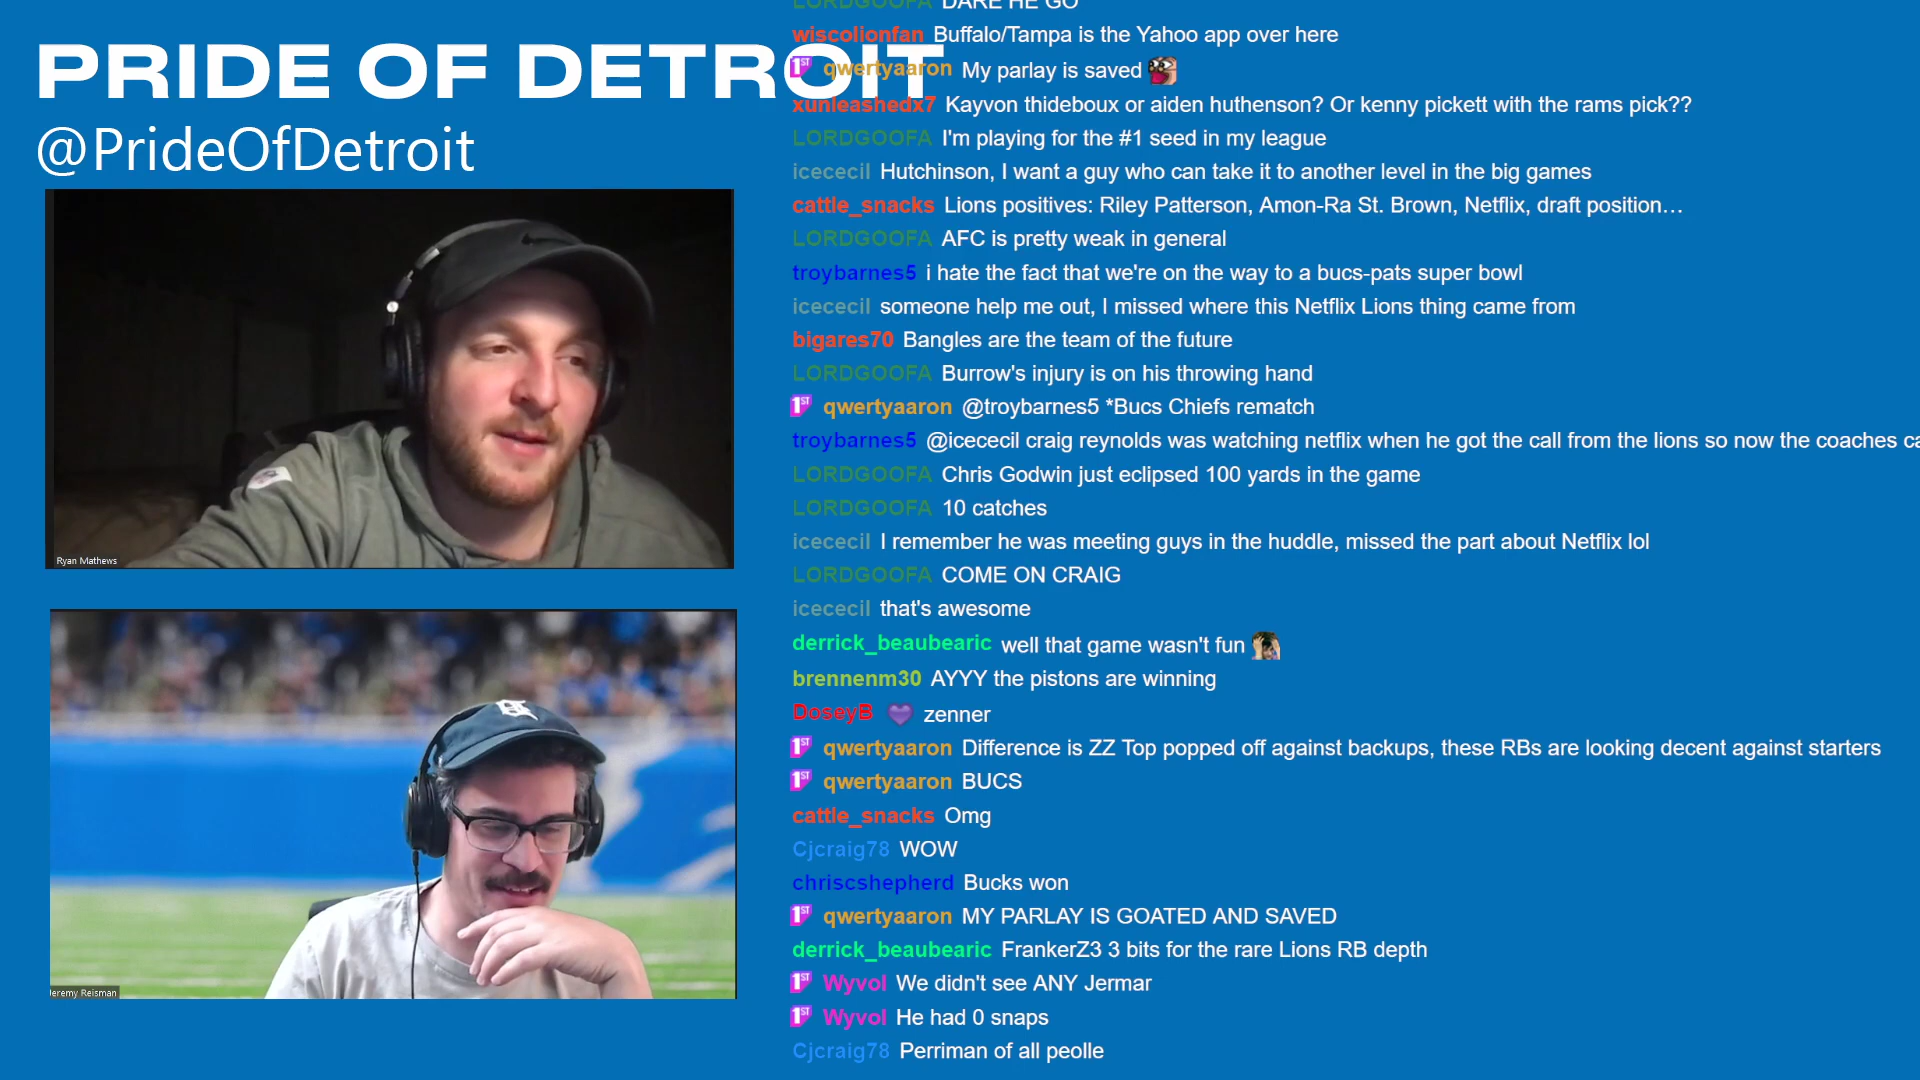 PRIDE OF DETROIT
@PrideOfDetroit
Ryan Mathews
Jeremy Reisman
LORDGOOFA DARE HE GO
wiscolionfan Buffalo/Tampa is the Yahoo app over here
1ST qwertyaaron My parlay is saved
xunleashedx7 Kayvon thideboux or aiden huthenson? Or kenny pickett with the rams pick??
LORDGOOFA I'm playing for the #1 seed in my league
icececil Hutchinson, I want a guy who can take it to another level in the big games
cattle_snacks Lions positives: Riley Patterson, Amon-Ra St. Brown, Netflix, draft position…
LORDGOOFA AFC is pretty weak in general
troybarnes5 i hate the fact that we're on the way to a bucs-pats super bowl
icececil someone help me out, I missed where this Netflix Lions thing came from
bigares70 Bangles are the team of the future
LORDGOOFA Burrow's injury is on his throwing hand
1ST qwertyaaron @troybarnes5 *Bucs Chiefs rematch
troybarnes5 @icececil craig reynolds was watching netflix when he got the call from the lions so now the coaches ca
LORDGOOFA Chris Godwin just eclipsed 100 yards in the game
LORDGOOFA 10 catches
icececil I remember he was meeting guys in the huddle, missed the part about Netflix lol
LORDGOOFA COME ON CRAIG
icececil that's awesome
derrick_beaubearic well that game wasn't fun
brennenm30 AYYY the pistons are winning
DoseyB 💜 zenner
1ST qwertyaaron Difference is ZZ Top popped off against backups, these RBs are looking decent against starters
1ST qwertyaaron BUCS
cattle_snacks Omg
Cjcraig78 WOW
chriscshepherd Bucks won
1ST qwertyaaron MY PARLAY IS GOATED AND SAVED
derrick_beaubearic FrankerZ3 3 bits for the rare Lions RB depth
1ST Wyvol We didn't see ANY Jermar
1ST Wyvol He had 0 snaps
Cjcraig78 Perriman of all peolle